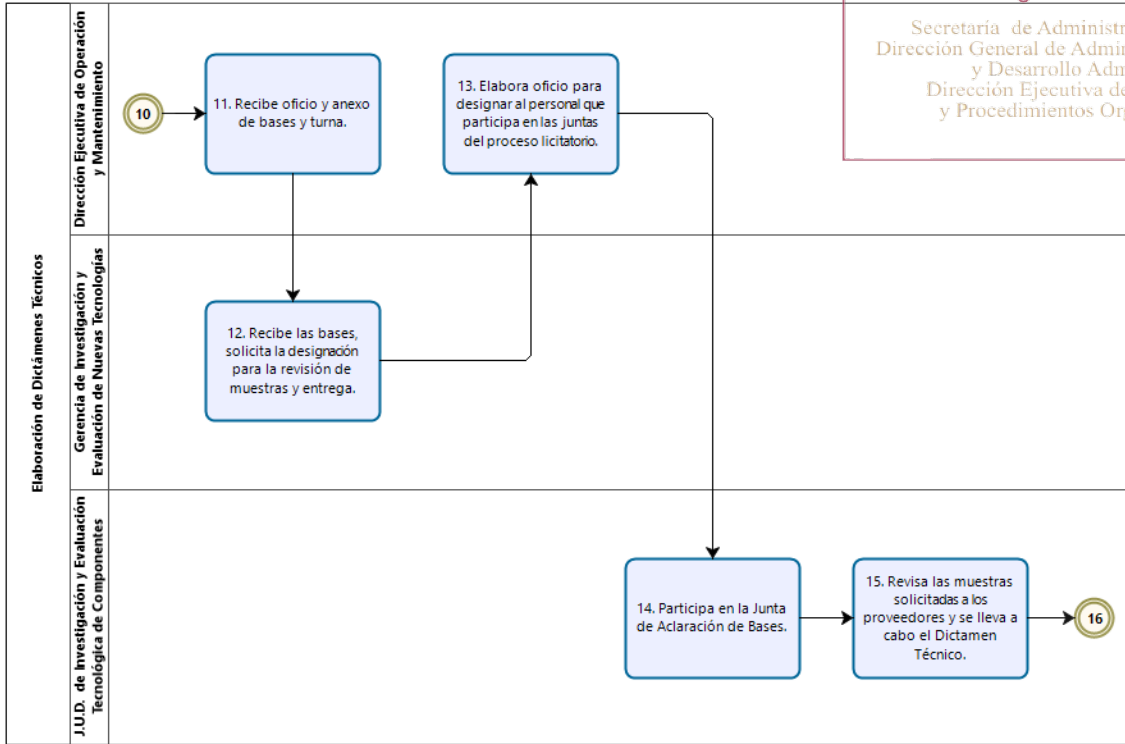 Secretaría de Administr
Dirección General de Admi
y Desarrollo Adm
Dirección Ejecutiva de
y Procedimientos Or
Elaboración de Dictámenes Técnicos
Dirección Ejecutiva de Operación
y Mantenimiento
10
11. Recibe oficio y anexo
de bases y turna.
13. Elabora oficio para
designar al personal que
participa en las juntas
del proceso licitatorio.
Gerencia de Investigación y
Evaluación de Nuevas Tecnologías
12. Recibe las bases,
solicita la designación
para la revisión de
muestras y entrega.
J.U.D. de Investigación y Evaluación
Tecnológica de Componentes
14. Participa en la Junta
de Aclaración de Bases.
15. Revisa las muestras
solicitadas a los
proveedores y se lleva a
cabo el Dictamen
Técnico.
16